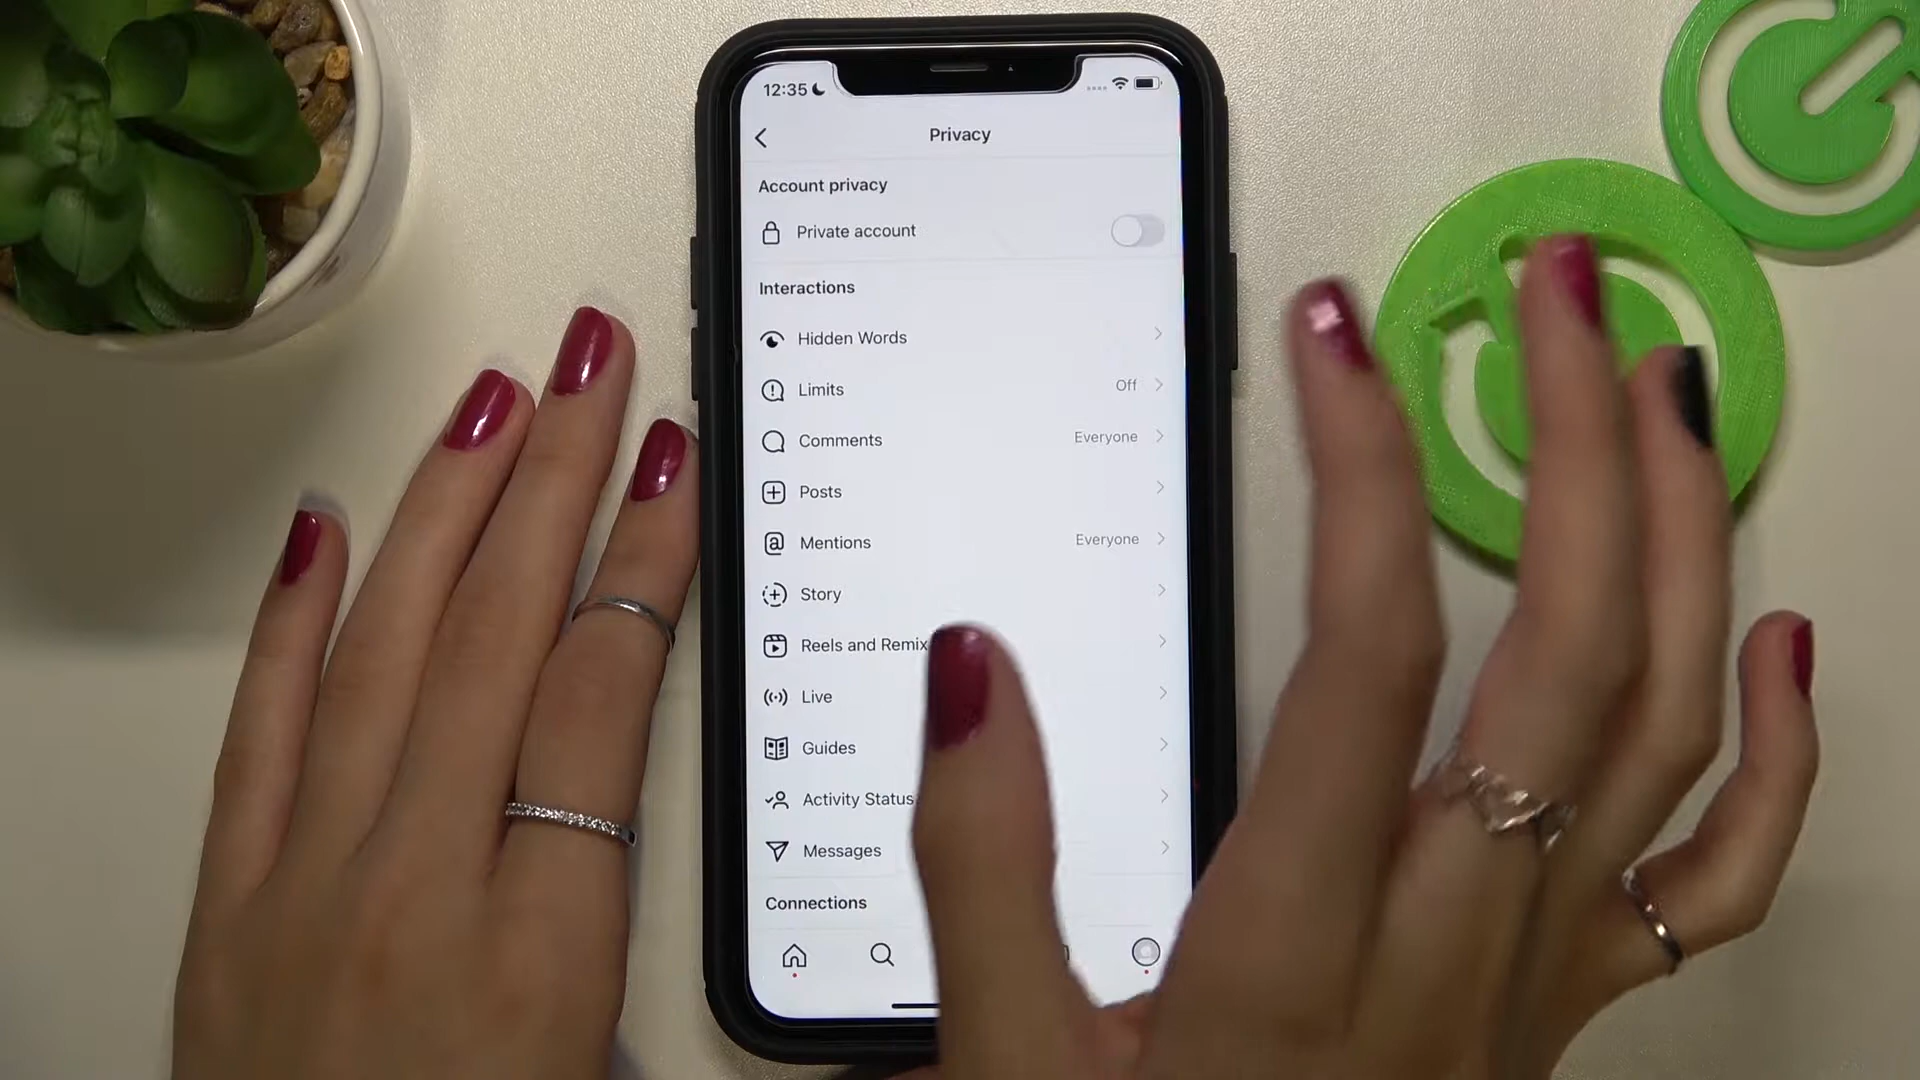 12:35
Privacy
Account privacy
Private account
Interactions
Hidden Words
Limits Off
Comments Everyone
Posts
Mentions Everyone
Story
Reels and Remix
Live
Guides
Activity Status
Messages
Connections